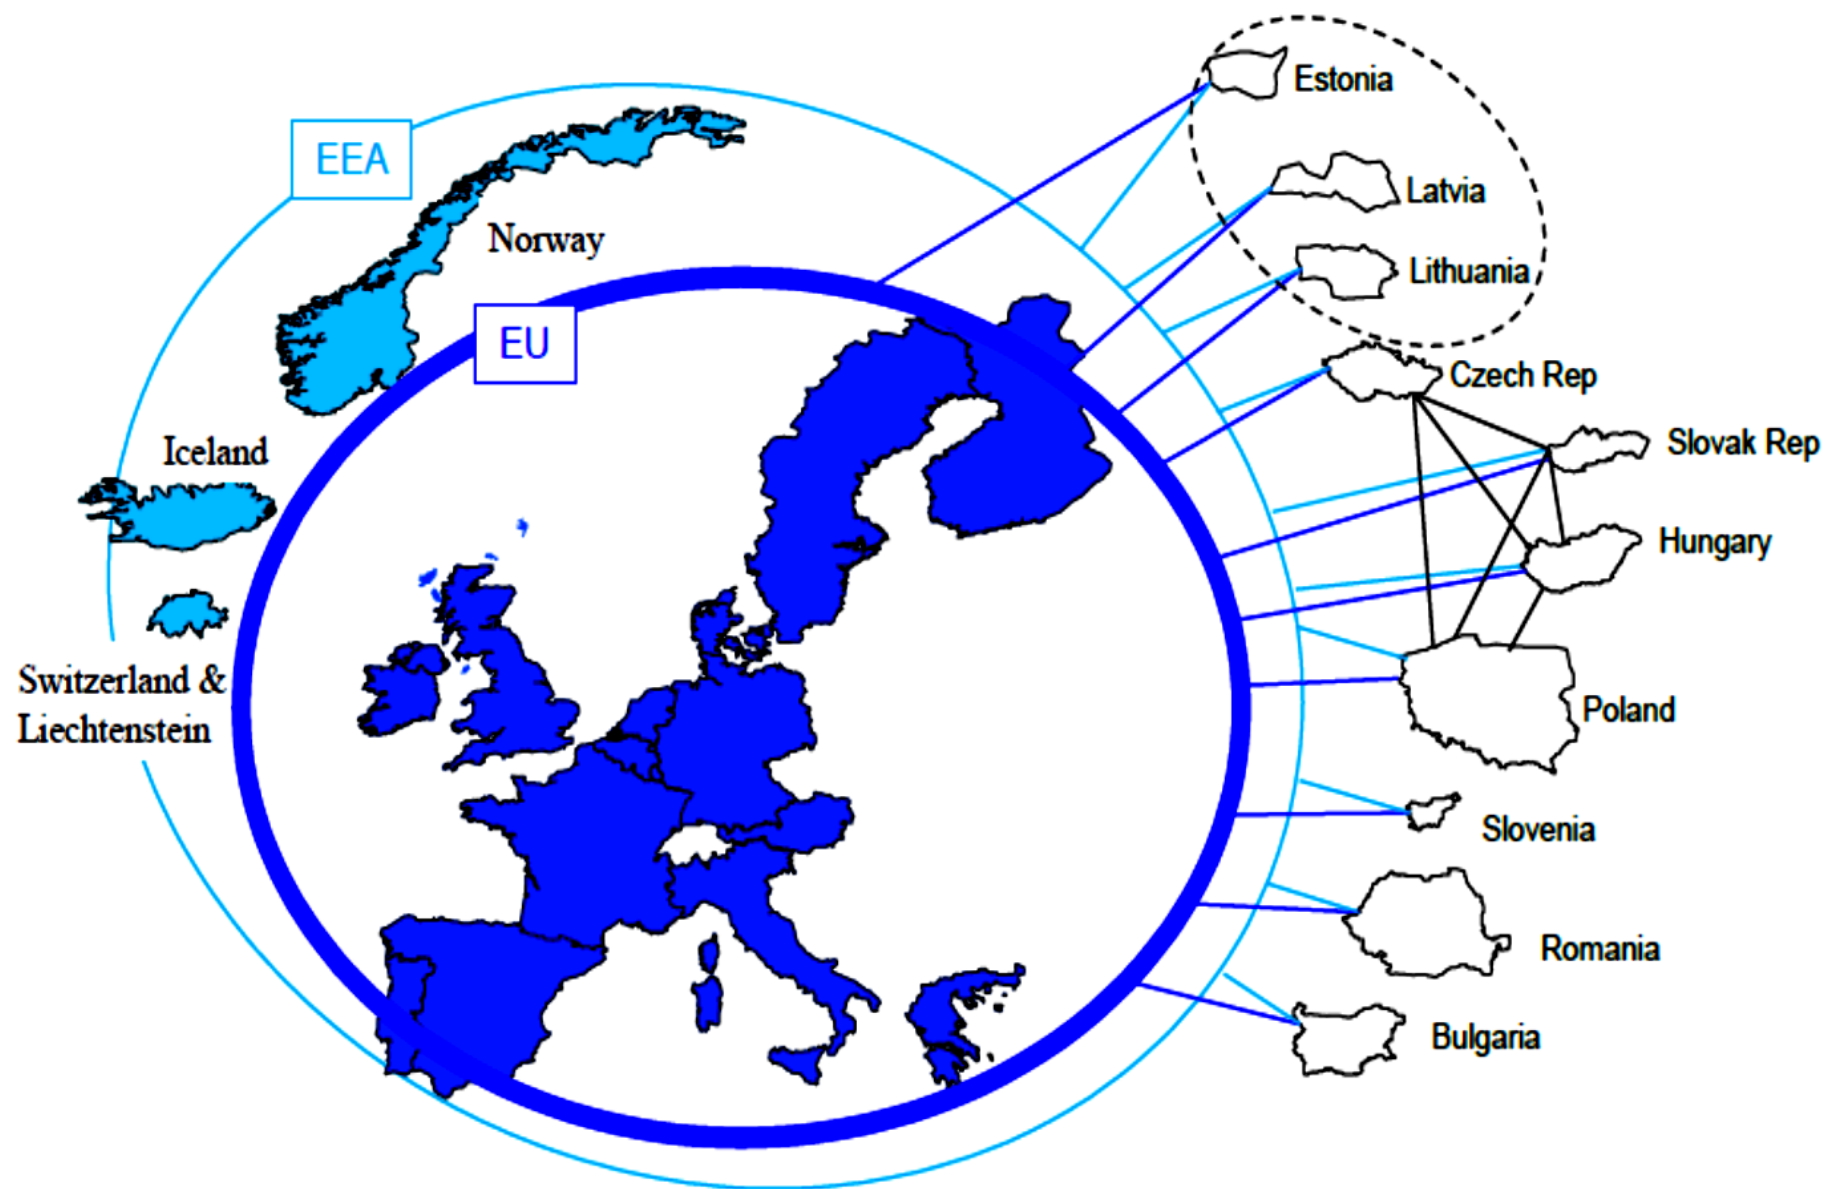 Estonia
EEA
Latvia
Norway
Lithuania
EU
Czech Rep
Iceland
Slovak Rep
Hungary
Switzerland &
Liechtenstein
Poland
Slovenia
Romania
Bulgaria